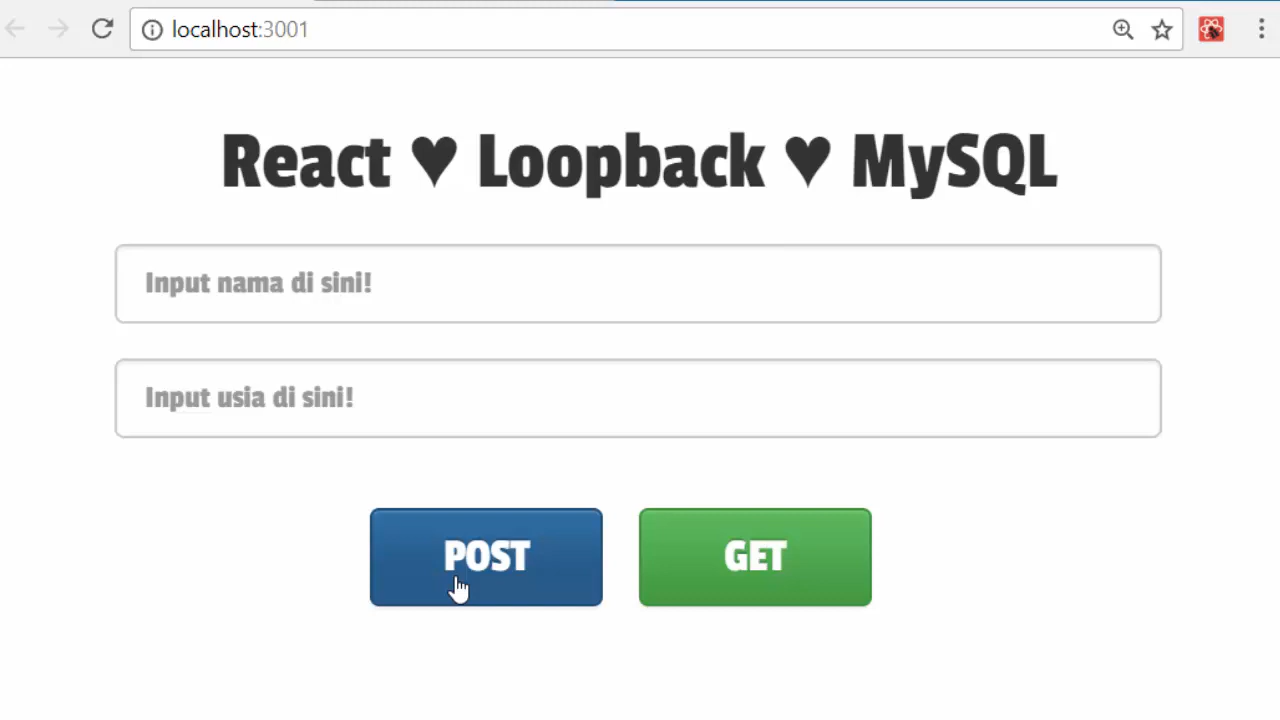 localhost:3001
React ♥ Loopback ♥ MySQL
Input nama di sini!
Input usia di sini!
POST GET